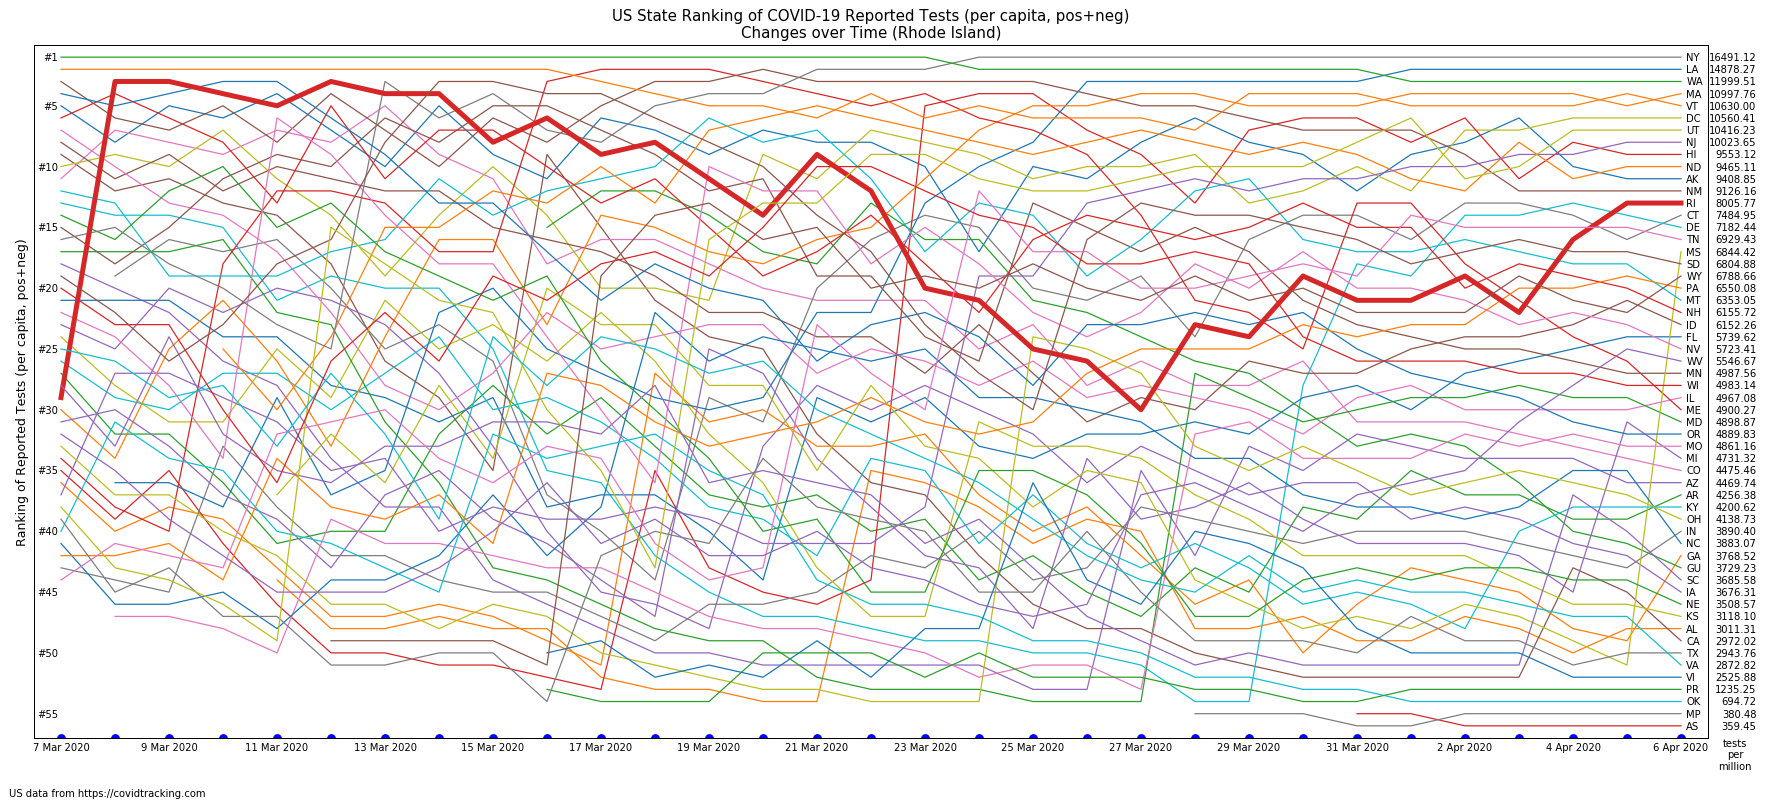 US State Ranking of COVID-19 Reported Tests (per capita, pos+neg)
Changes over Time (Rhode Island)
Ranking of Reported Tests (per capita, pos+neg)
#1
#5
#10
#15
#20
#25
#30
#35
#40
#45
#50
#55
NY 16491.12
LA 14878.27
WA 11999.51
MA 10997.76
VT 10630.00
DC 10560.41
UT 10416.23
NJ 10023.65
HI 9553.12
ND 9465.11
AK 9408.85
NM 9126.16
RI 8005.77
CT 7484.95
DE 7182.44
TN 6929.43
MS 6844.42
SD 6804.88
WY 6788.66
PA 6550.08
MT 6353.05
NH 6155.72
ID 6152.26
FL 5739.62
NV 5723.41
WV 5546.67
MN 4987.56
WI 4983.14
IL 4967.08
ME 4900.27
MD 4898.87
OR 4889.83
MO 4861.16
MI 4731.32
CO 4475.46
AZ 4469.74
AR 4256.38
KY 4200.62
OH 4138.73
IN 3890.40
NC 3883.07
GA 3768.52
GU 3729.23
SC 3685.58
IA 3676.31
NE 3508.57
KS 3118.10
AL 3011.31
CA 2972.02
TX 2943.76
VA 2872.82
VI 2525.88
PR 1235.25
OK 694.72
MP 380.48
AS 359.45
7 Mar 2020 9 Mar 2020 11 Mar 2020 13 Mar 2020 15 Mar 2020 17 Mar 2020 19 Mar 2020 21 Mar 2020 23 Mar 2020 25 Mar 2020 27 Mar 2020 29 Mar 2020 31 Mar 2020 2 Apr 2020 4 Apr 2020 6 Apr 2020
tests
per
million
US data from https://covidtracking.com